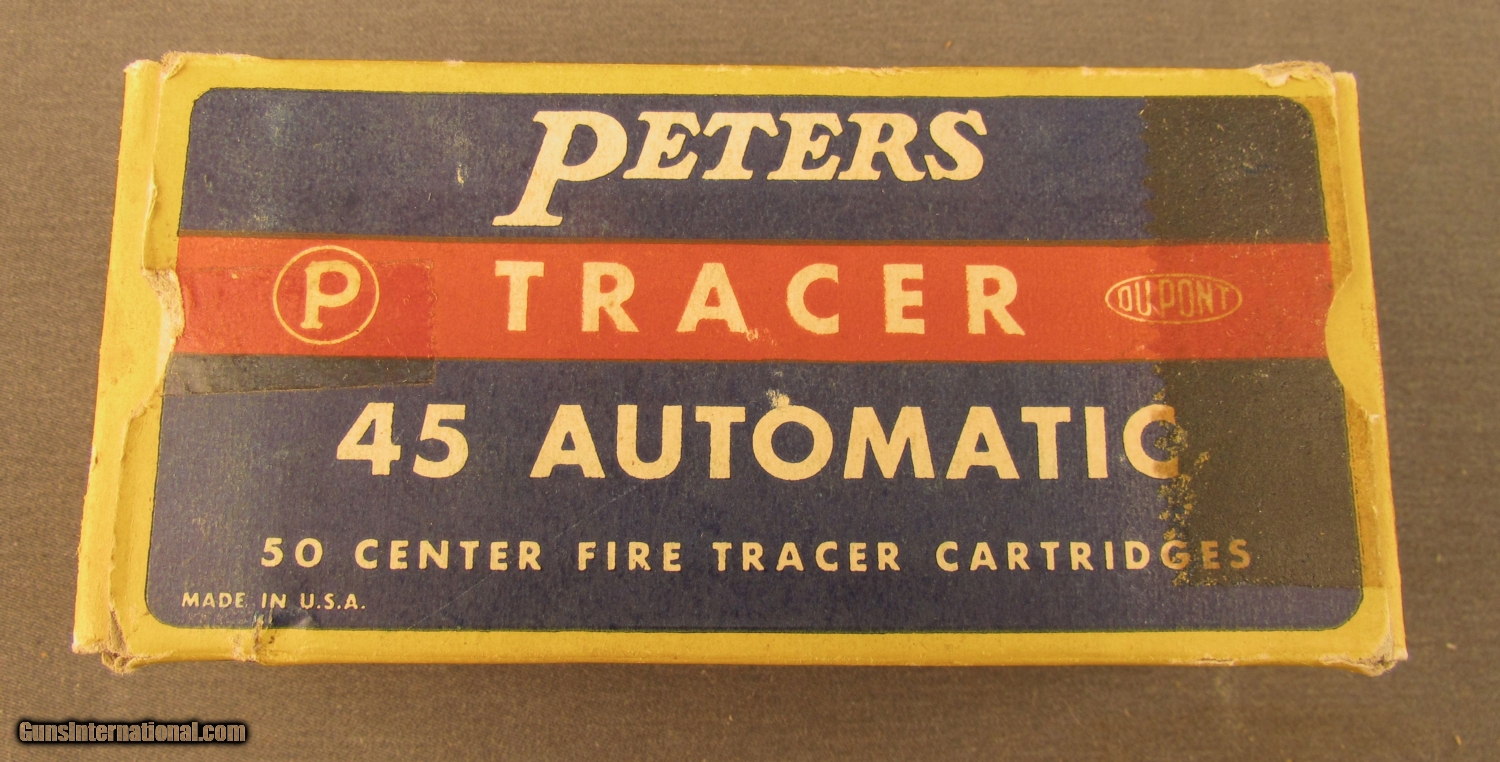 PETERS
P TRACER DU PONT
45 AUTOMATIC
50 CENTER FIRE TRACER CARTRIDGES
MADE IN U.S.A.
GunsInternational.com